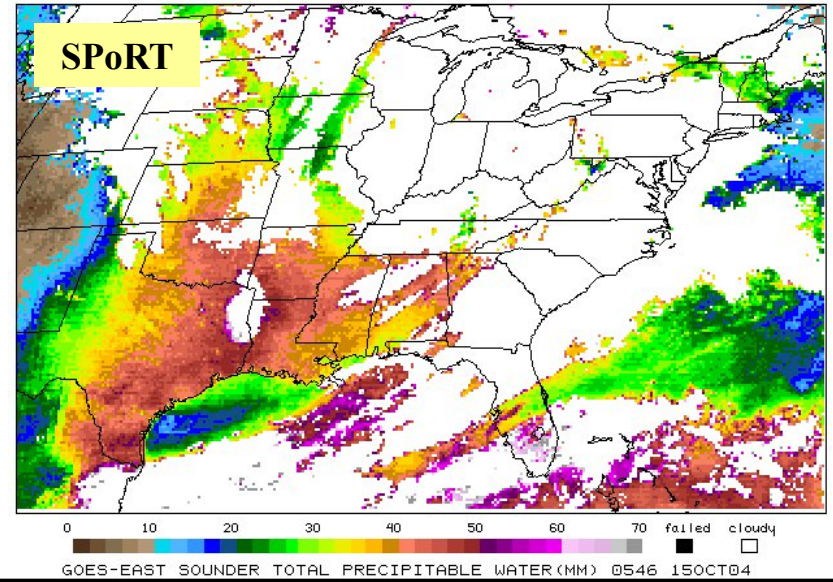 SPoRT
0 10 20 30 40 50 60 70 failed cloudy
GOES-EAST SOUNDER TOTAL PRECIPITABLE WATER(MM) 0546 15OCT04